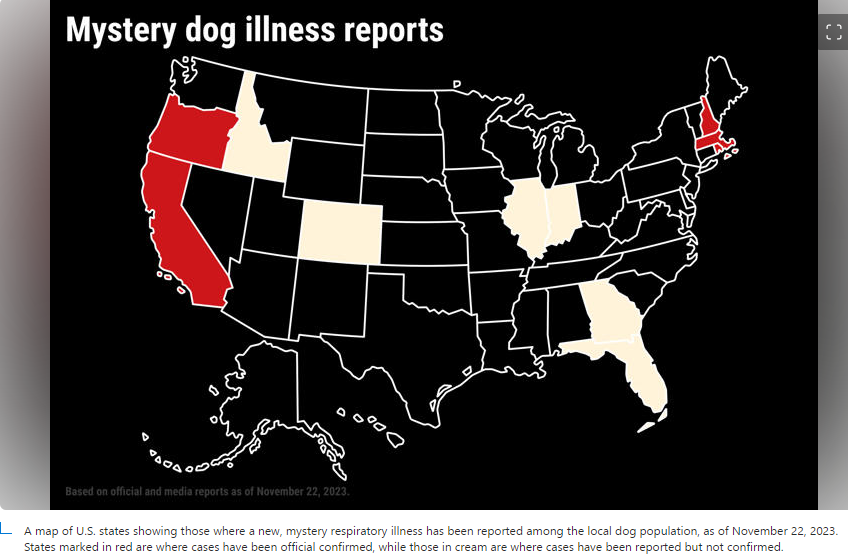 Mystery dog illness reports
Based on official and media reports as of November 22, 2023.
A map of U.S. states showing those where a new, mystery respiratory illness has been reported among the local dog population, as of November 22, 2023.
States marked in red are where cases have been official confirmed, while those in cream are where cases have been reported but not confirmed.